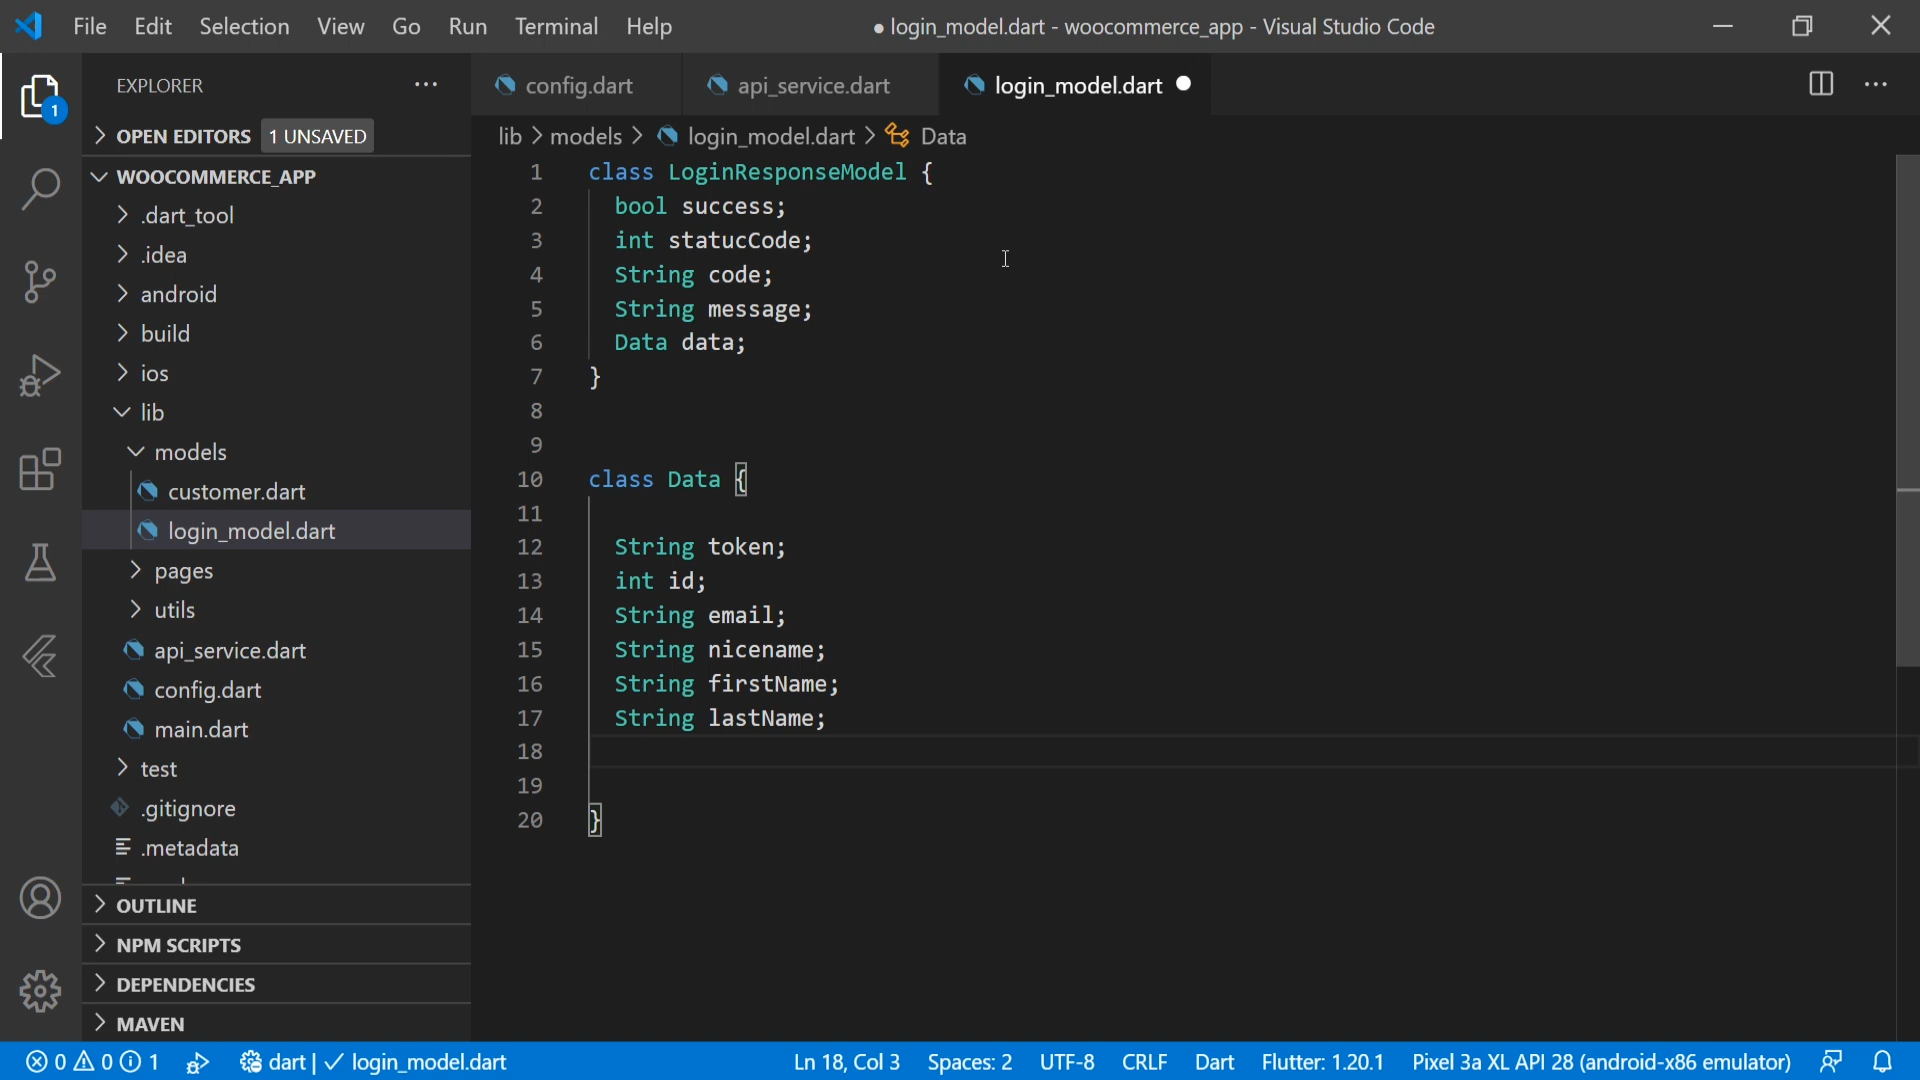 File Edit Selection View Go Run Terminal Help ● login_model.dart - woocommerce_app - Visual Studio Code
EXPLORER
config.dart api_service.dart login_model.dart
1
OPEN EDITORS 1 UNSAVED
lib > models > login_model.dart > Data
WOOCOMMERCE_APP
.dart_tool
.idea
android
build
ios
lib
models
customer.dart
login_model.dart
pages
utils
api_service.dart
config.dart
main.dart
test
.gitignore
.metadata
OUTLINE
NPM SCRIPTS
DEPENDENCIES
MAVEN
1 class LoginResponseModel {
2 bool success;
3 int statucCode;
4 String code;
5 String message;
6 Data data;
7 }
8
9
10 class Data {
11
12 String token;
13 int id;
14 String email;
15 String nicename;
16 String firstName;
17 String lastName;
18
19
20 }
0 0 1 dart | ✓ login_model.dart Ln 18, Col 3 Spaces: 2 UTF-8 CRLF Dart Flutter: 1.20.1 Pixel 3a XL API 28 (android-x86 emulator)